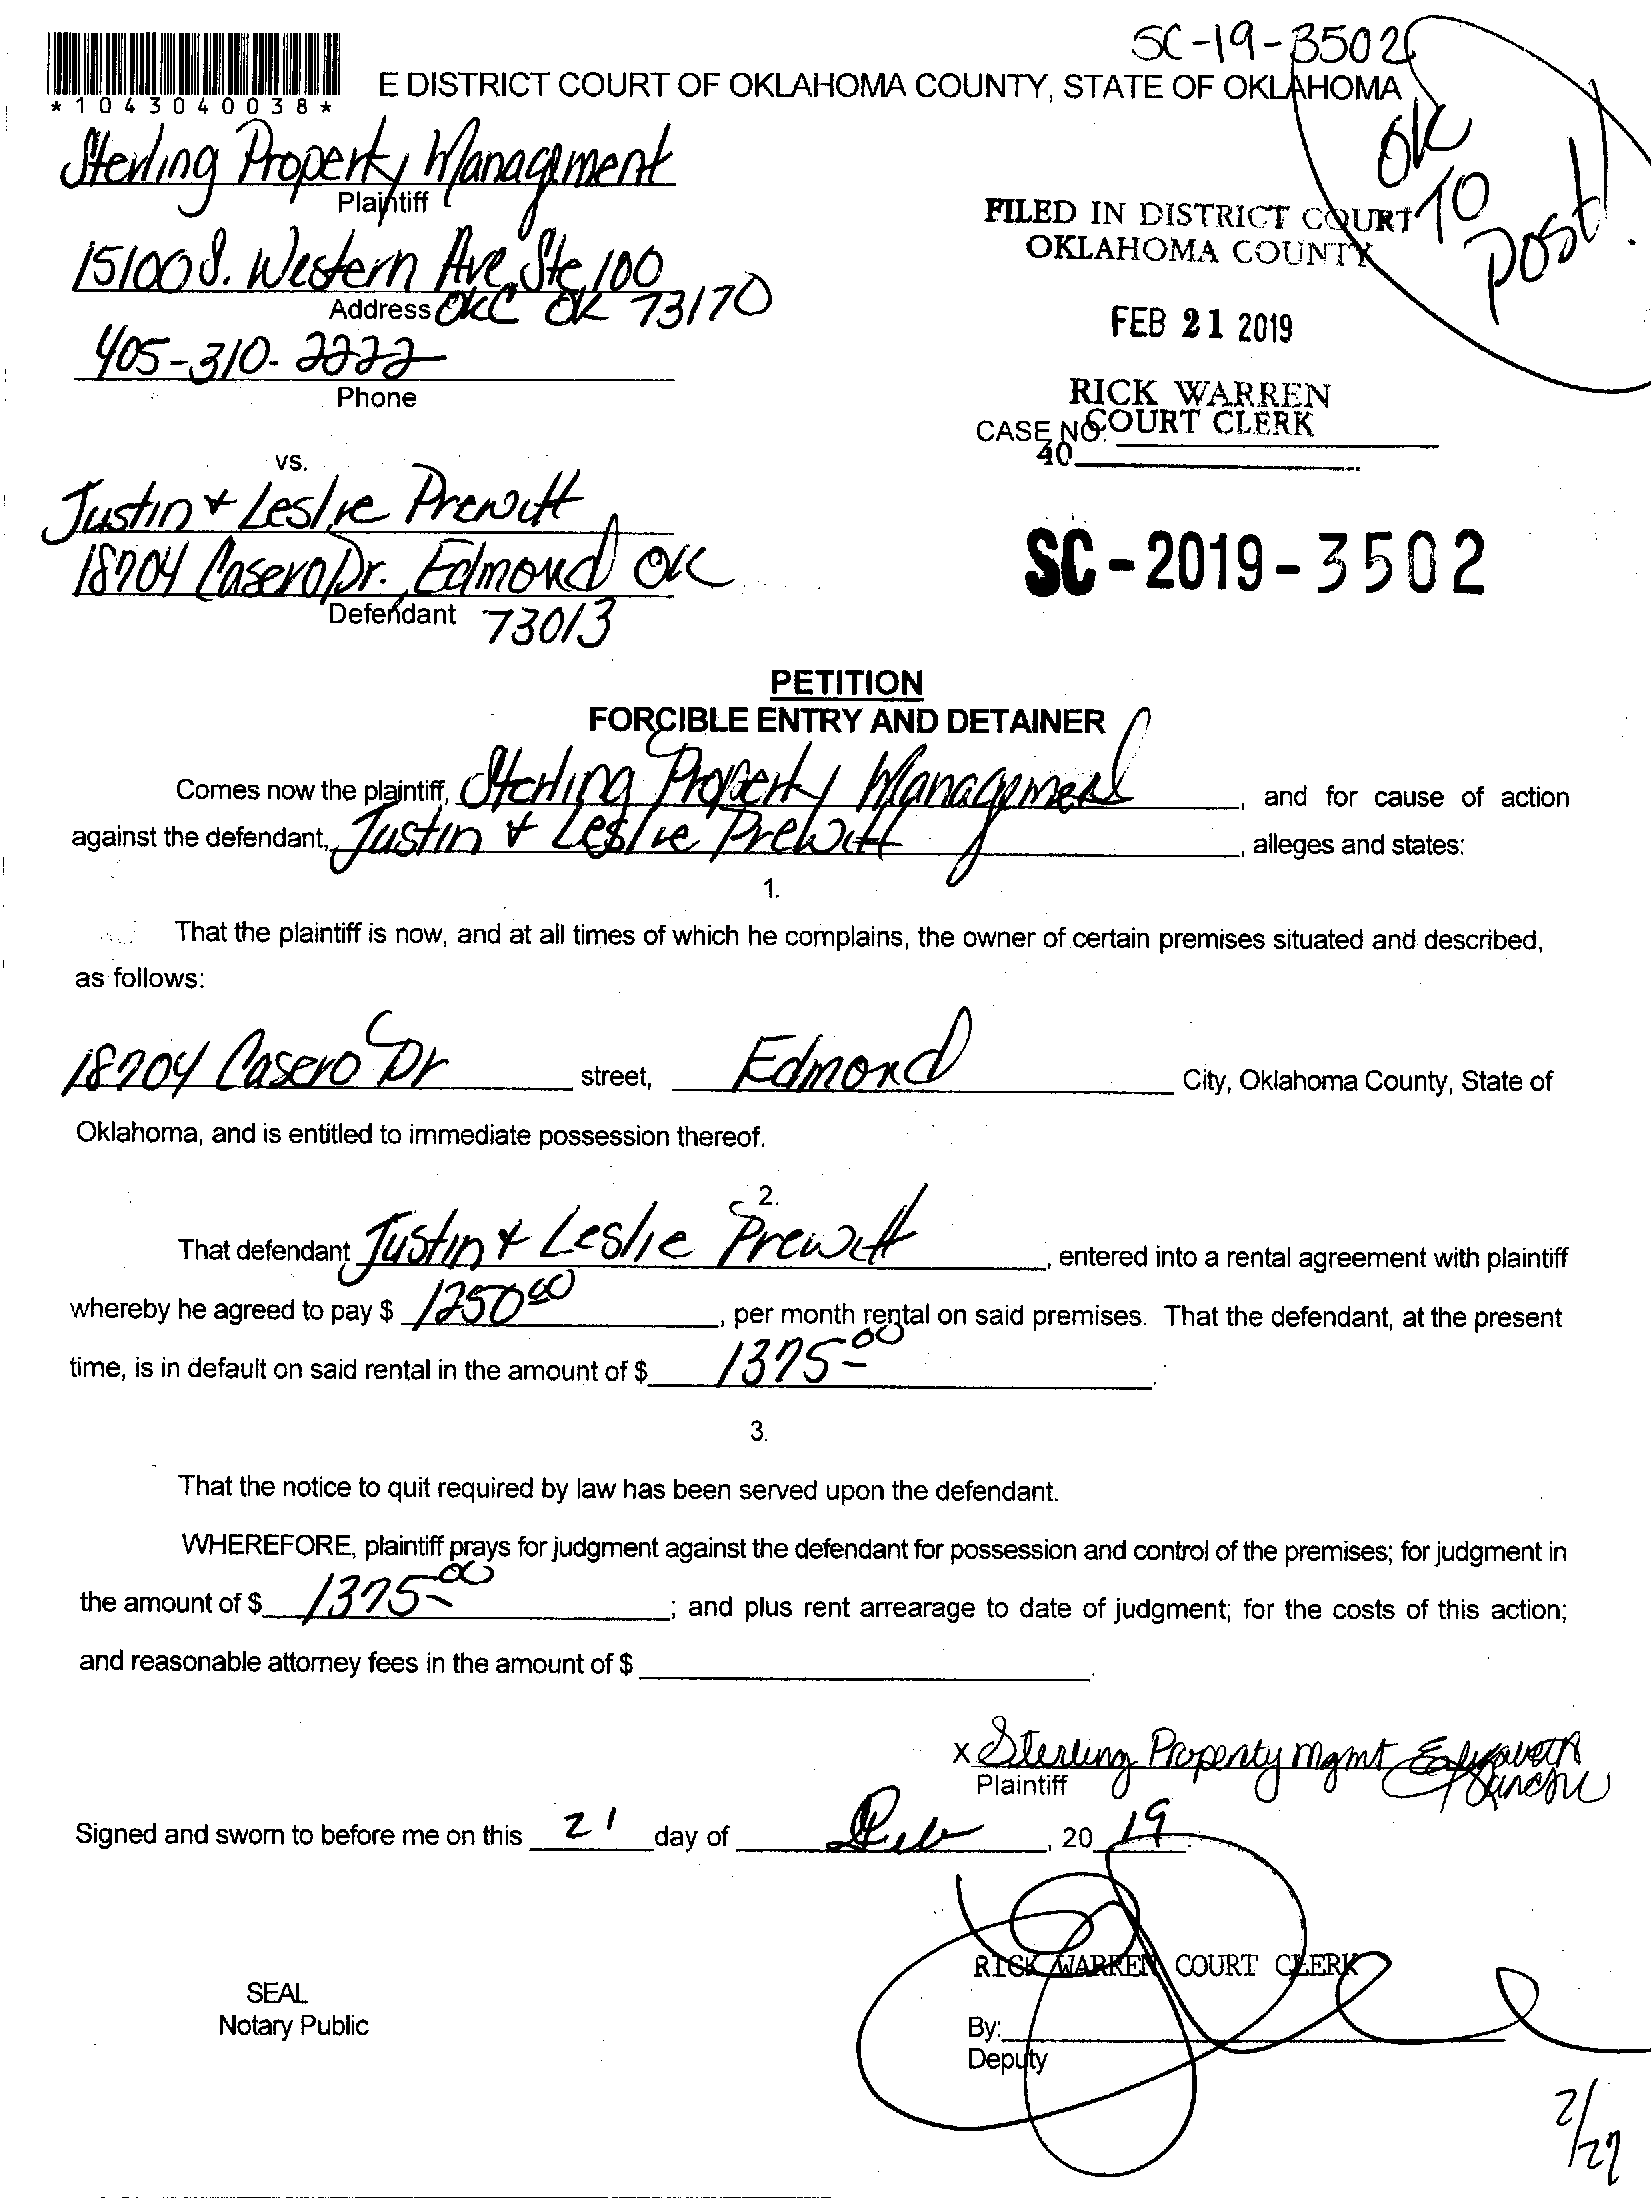 SC-19-3502
*1043040038*
E DISTRICT COURT OF OKLAHOMA COUNTY, STATE OF OKLAHOMA
OK
TO
Post!
Sterling Property Management
Plaintiff
15100 S. Western Ave, Ste 100
Address OKC OK 73170
405-310-2222
Phone
FILED IN DISTRICT COURT
OKLAHOMA COUNTY
FEB 21 2019
RICK WARREN
COURT CLERK
CASE NO.
40
vs.
Justin + Leslie Prewitt
18704 Casero Dr. Edmond OK
Defendant 73013
SC-2019-3502
PETITION
FORCIBLE ENTRY AND DETAINER
Comes now the plaintiff, Sterling Property Management, and for cause of action
against the defendant, Justin + Leslie Prewitt, alleges and states:
1.
That the plaintiff is now, and at all times of which he complains, the owner of certain premises situated and described,
as follows:
18704 Casero Dr street, Edmond City, Oklahoma County, State of
Oklahoma, and is entitled to immediate possession thereof.
2.
That defendant Justin + Leslie Prewitt, entered into a rental agreement with plaintiff
whereby he agreed to pay $ 1250 00, per month rental on said premises. That the defendant, at the present
time, is in default on said rental in the amount of $ 1375-00.
3.
That the notice to quit required by law has been served upon the defendant.
WHEREFORE, plaintiff prays for judgment against the defendant for possession and control of the premises; for judgment in
the amount of $ 1375-00; and plus rent arrearage to date of judgment; for the costs of this action;
and reasonable attorney fees in the amount of $
x Sterling Property Mgmt
Plaintiff
Signed and sworn to before me on this 21 day of Feb, 20 19.
RICK WARREN COURT CLERK
SEAL
Notary Public
By:
Deputy
2/27